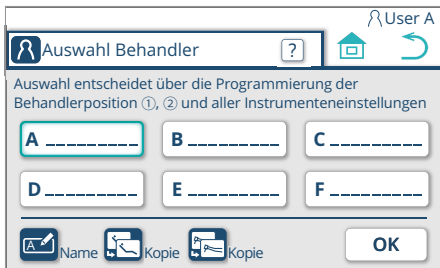 User A
Auswahl Behandler ?
Auswahl entscheidet über die Programmierung der
Behandlerposition ①, ② und aller Instrumenteneinstellungen
A _________ B _________ C _________
D _________ E _________ F _________
A Name Kopie Kopie OK